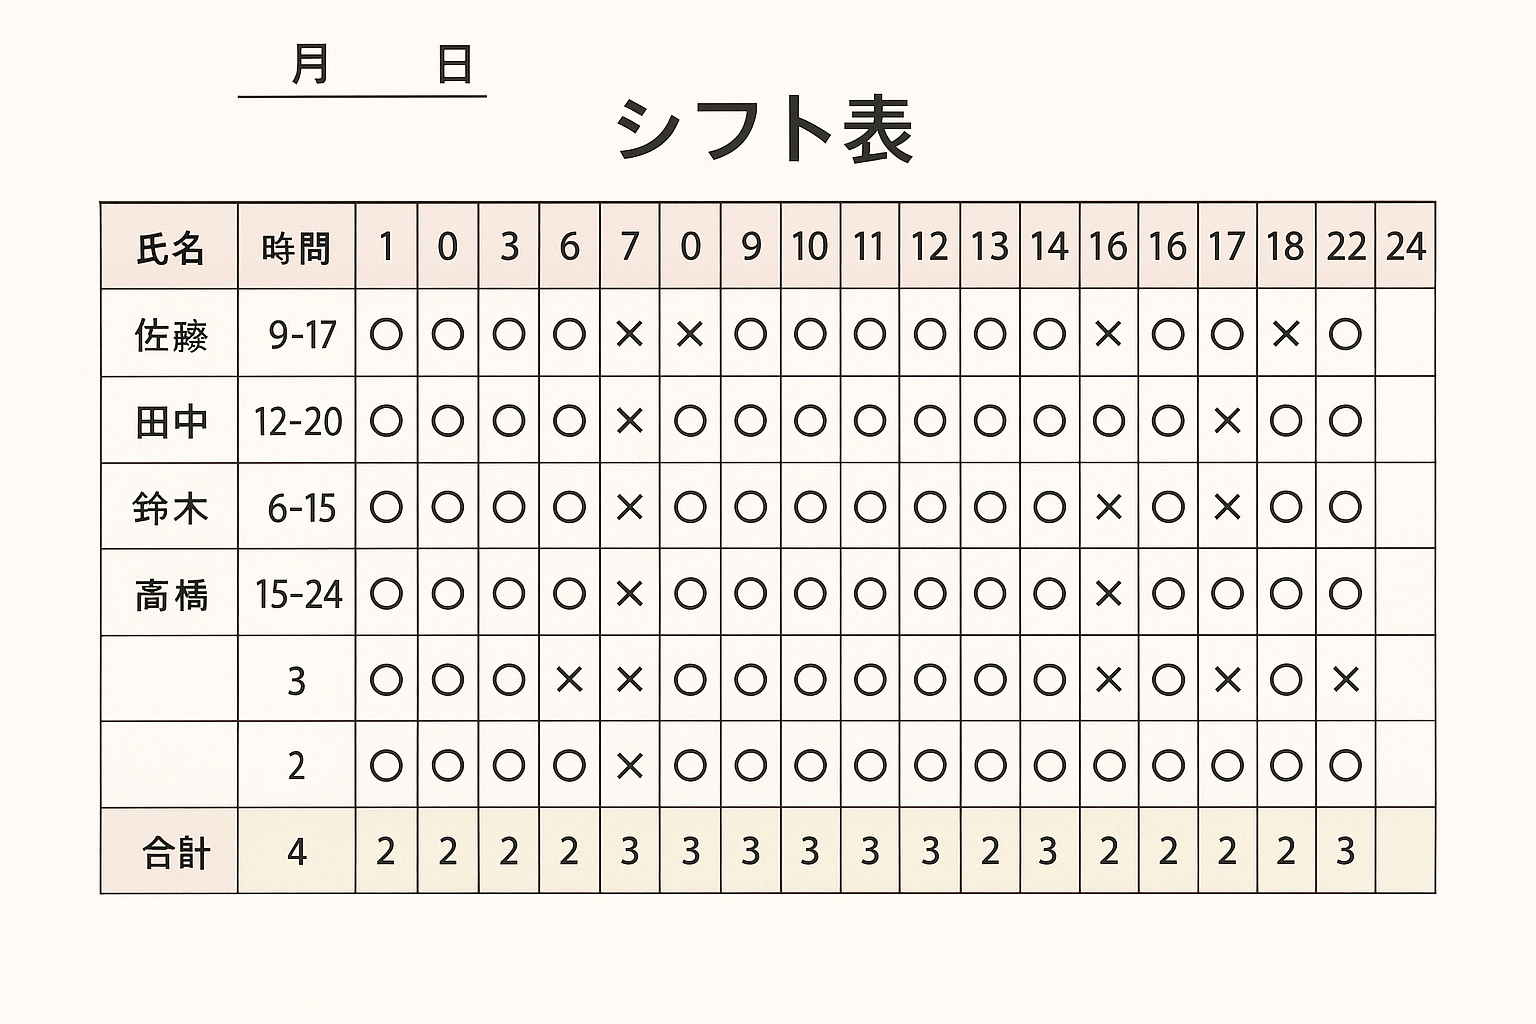 月 日
シフト表
氏名 時間 1 0 3 6 7 0 9 10 11 12 13 14 16 16 17 18 22 24
佐藤 9-17 ○ ○ ○ ○ × × ○ ○ ○ ○ ○ ○ × ○ ○ × ○
田中 12-20 ○ ○ ○ ○ × ○ ○ ○ ○ ○ ○ ○ ○ ○ × ○ ○
鈴木 6-15 ○ ○ ○ ○ × ○ ○ ○ ○ ○ ○ ○ × ○ × ○ ○
高橋 15-24 ○ ○ ○ ○ × ○ ○ ○ ○ ○ ○ ○ × ○ ○ ○ ○
3 ○ ○ ○ × × ○ ○ ○ ○ ○ ○ ○ × ○ × ○ ×
2 ○ ○ ○ ○ × ○ ○ ○ ○ ○ ○ ○ ○ ○ ○ ○ ○
合計 4 2 2 2 2 3 3 3 3 3 3 2 3 2 2 2 2 3